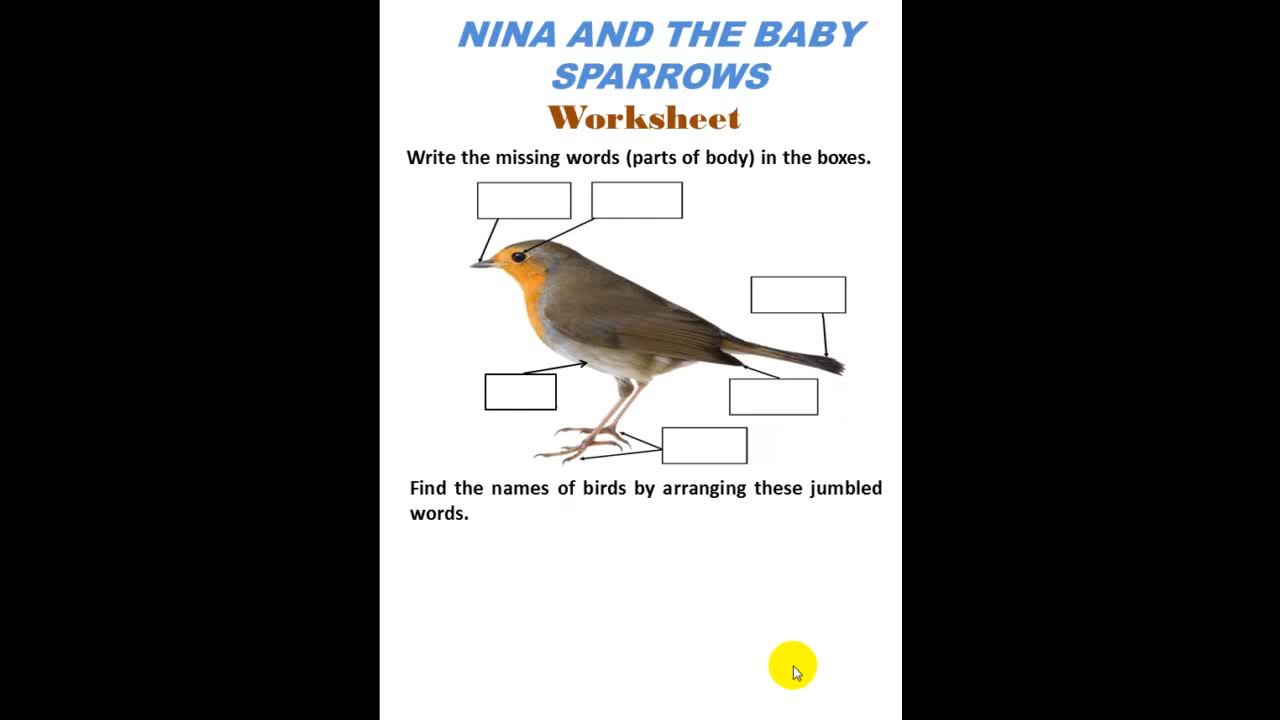 NINA AND THE BABY
SPARROWS
Worksheet
Write the missing words (parts of body) in the boxes.
Find the names of birds by arranging these jumbled
words.